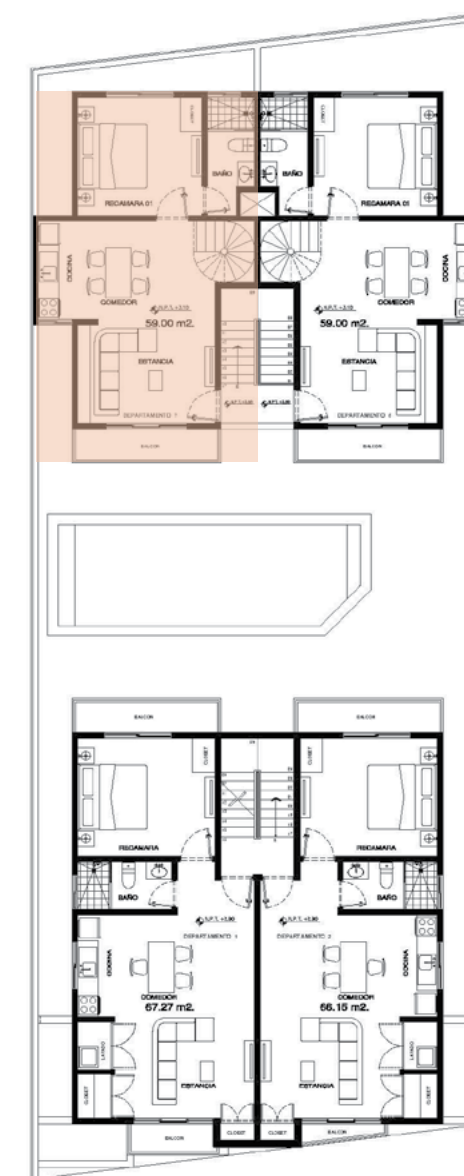 CLOSET
CLOSET
BAÑO
BAÑO
RECAMARA 01
RECAMARA 01
COCINA
COCINA
COMEDOR
COMEDOR
N.P.T.
N.P.T.
59.00 m2.
59.00 m2.
ESTANCIA
ESTANCIA
DEPARTAMENTO 7
DEPARTAMENTO
BALCON
BALCON
BALCON
BALCON
CLOSET
CLOSET
RECAMARA
RECAMARA
BAÑO
BAÑO
N.P.T.
N.P.T.
DEPARTAMENTO 1
DEPARTAMENTO 2
COCINA
COCINA
COMEDOR
COMEDOR
67.27 m2.
66.15 m2.
LAVADO
LAVADO
ESTANCIA
ESTANCIA
CLOSET
CLOSET
BALCON
CLOSET
CLOSET
BALCON